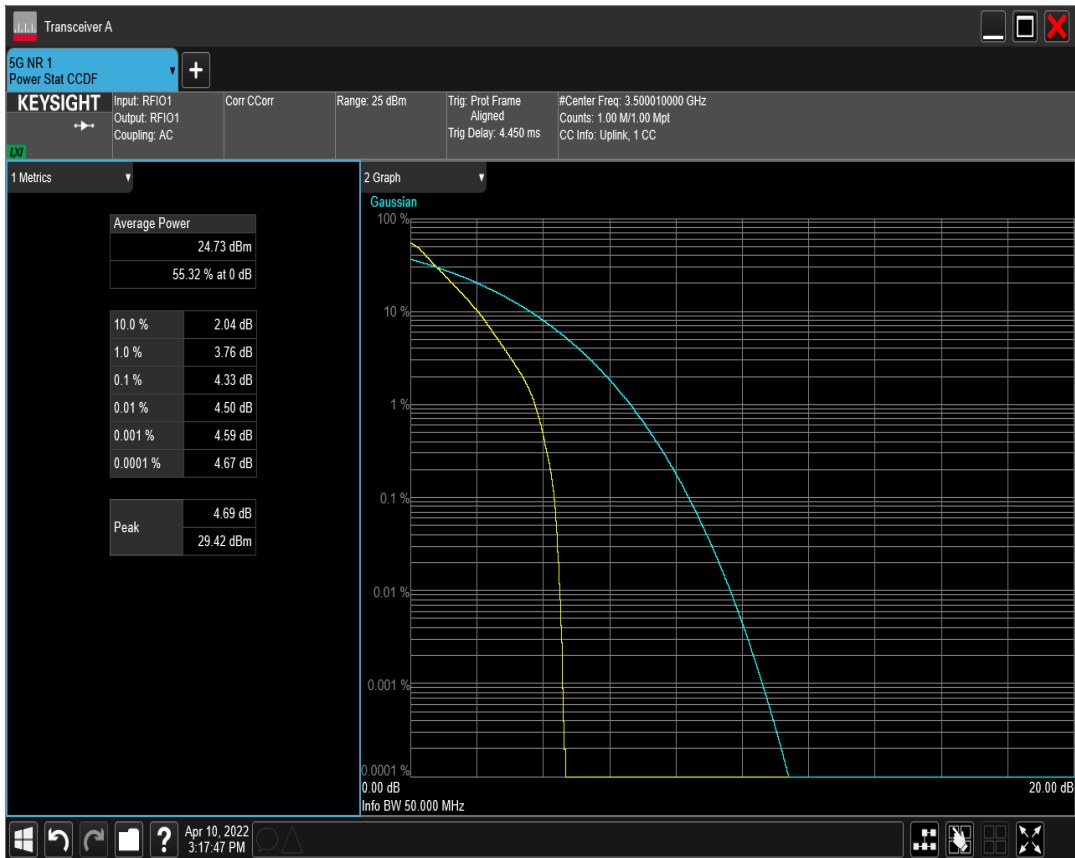 Transceiver A
5G NR 1
Power Stat CCDF
+
KEYSIGHT
LXI
Input: RFIO1
Output: RFIO1
Coupling: AC
Corr CCorr
Range: 25 dBm
Trig: Prot Frame
Aligned
Trig Delay: 4.450 ms
#Center Freq: 3.500010000 GHz
Counts: 1.00 M/1.00 Mpt
CC Info: Uplink, 1 CC
1 Metrics
Average Power
24.73 dBm
55.32 % at 0 dB
10.0 % 2.04 dB
1.0 % 3.76 dB
0.1 % 4.33 dB
0.01 % 4.50 dB
0.001 % 4.59 dB
0.0001 % 4.67 dB
Peak 4.69 dB
29.42 dBm
2 Graph
Gaussian
100 %
10 %
1 %
0.1 %
0.01 %
0.001 %
0.0001 %
0.00 dB 20.00 dB
Info BW 50.000 MHz
?
Apr 10, 2022
3:17:47 PM